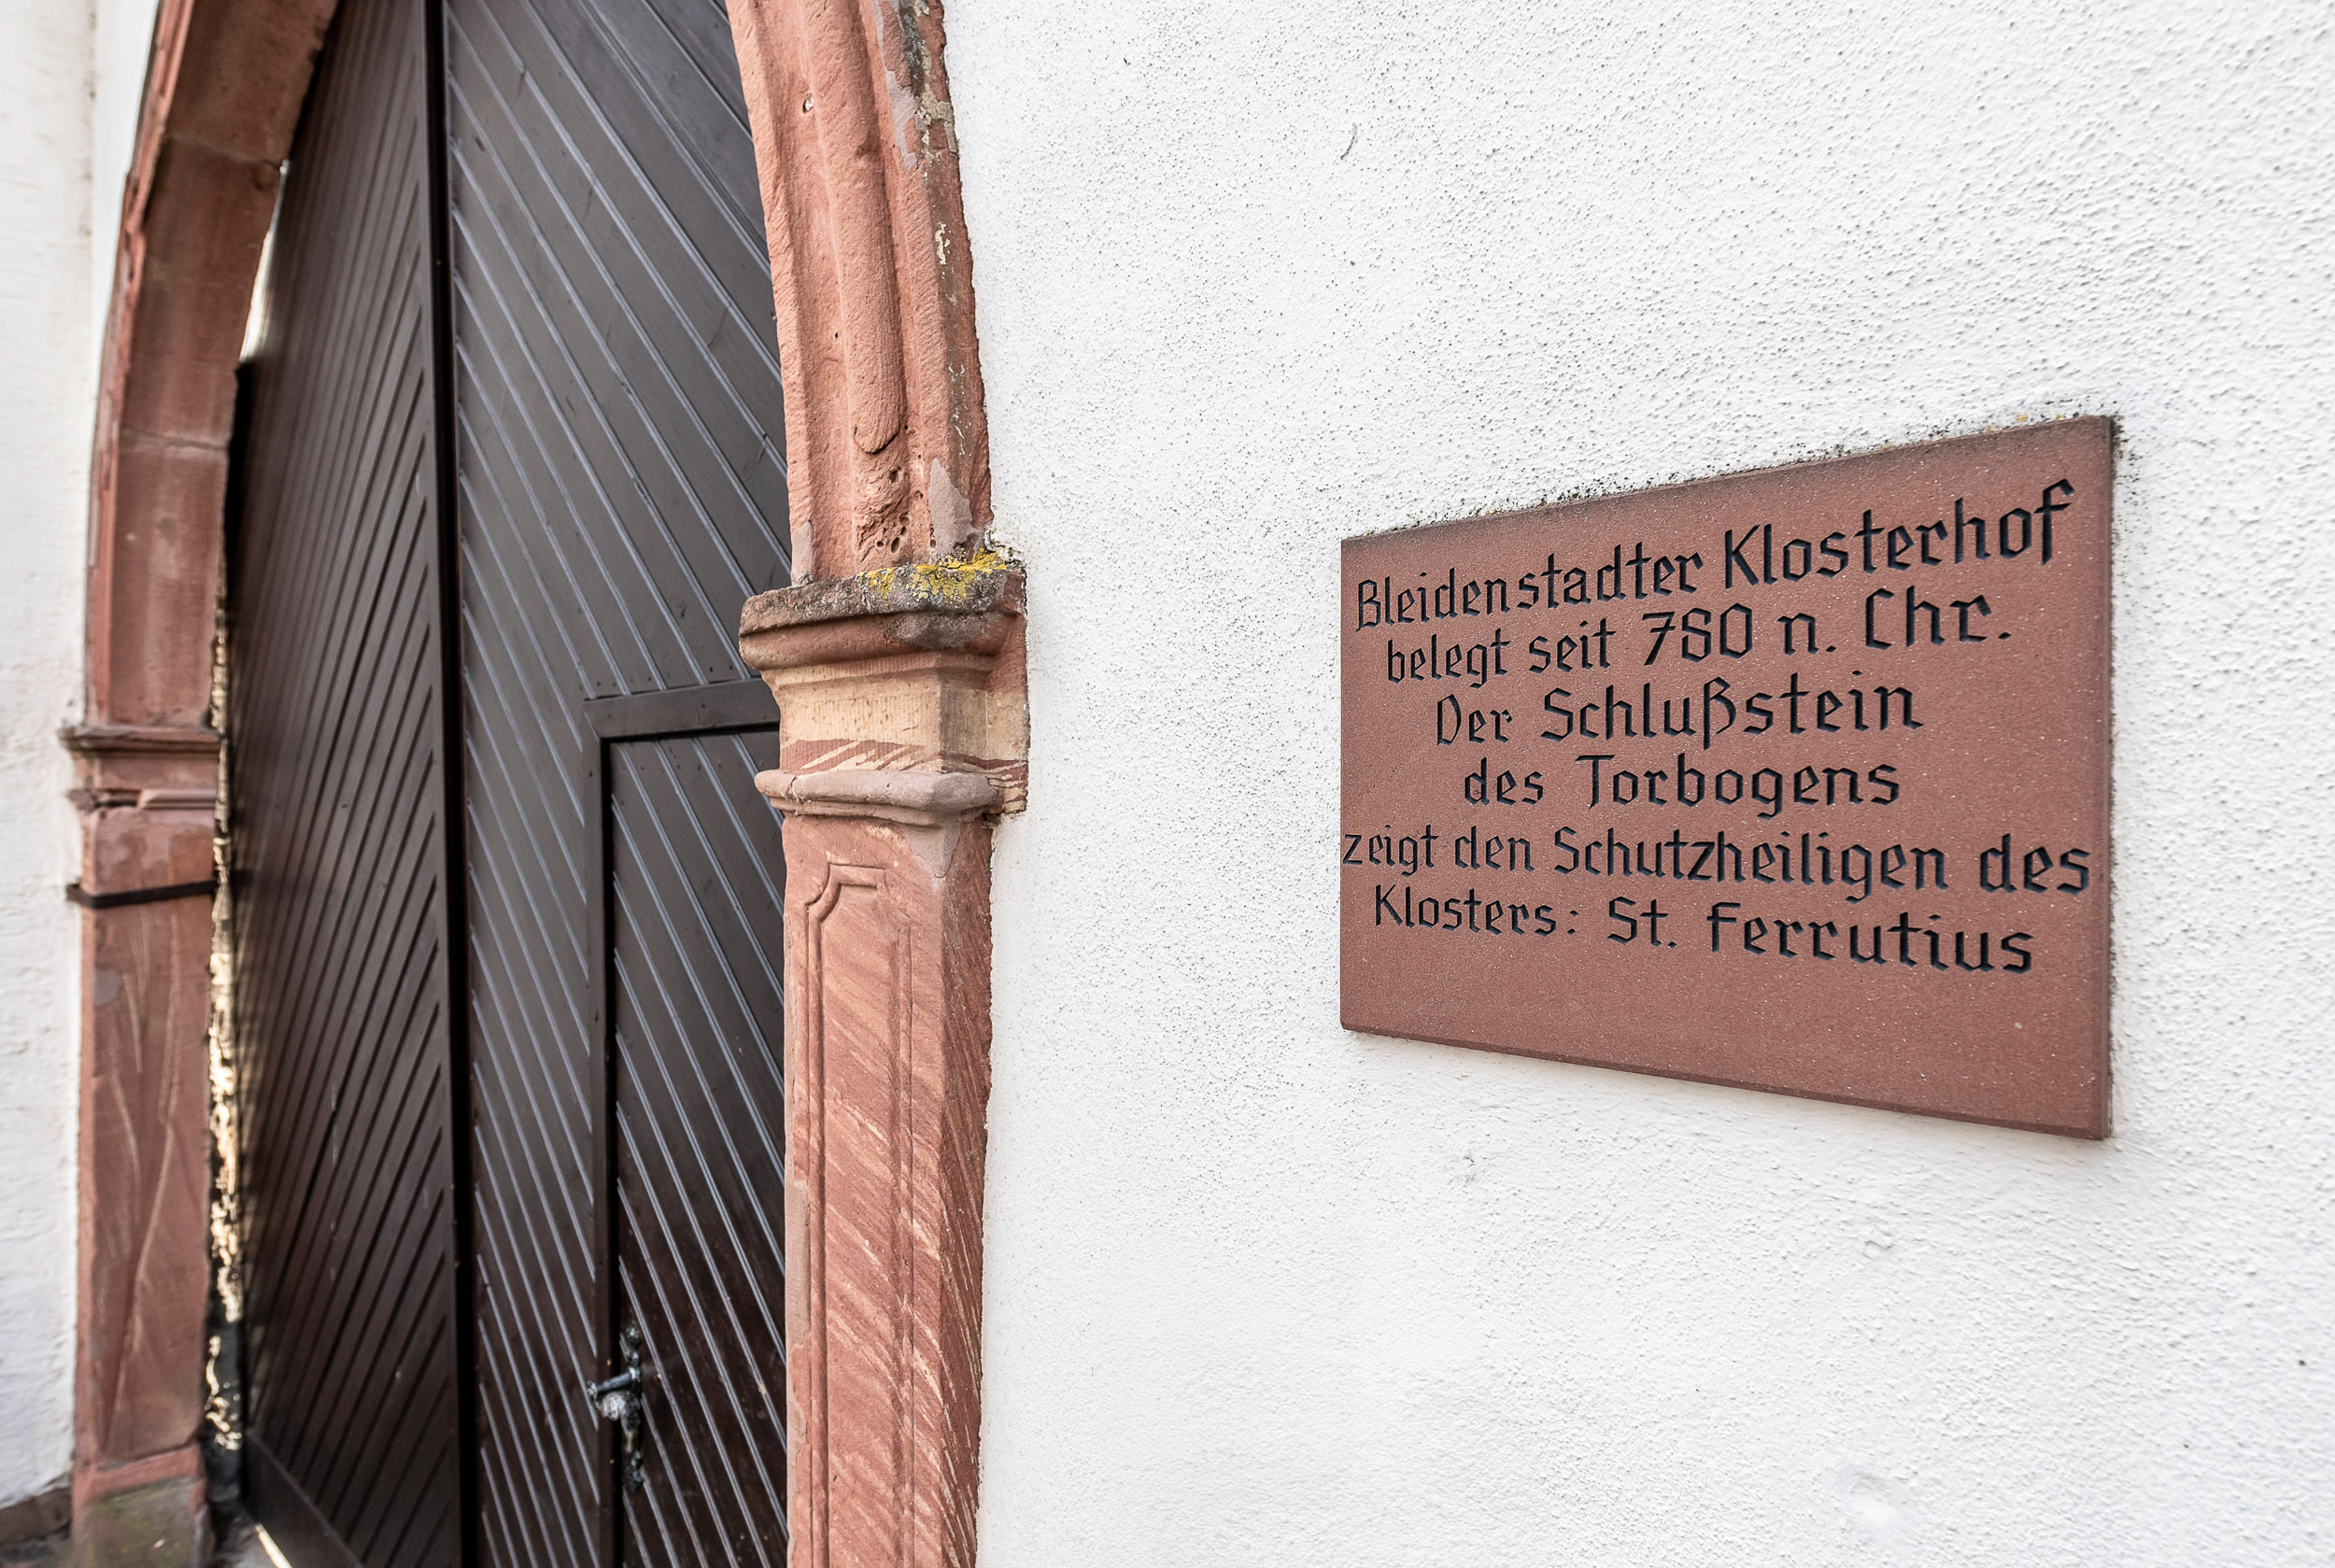 Bleidenstadter Klosterhof
belegt seit 780 n. Chr.
Der Schlußstein
des Torbogens
zeigt den Schutzheiligen des
Klosters: St. Ferrutius